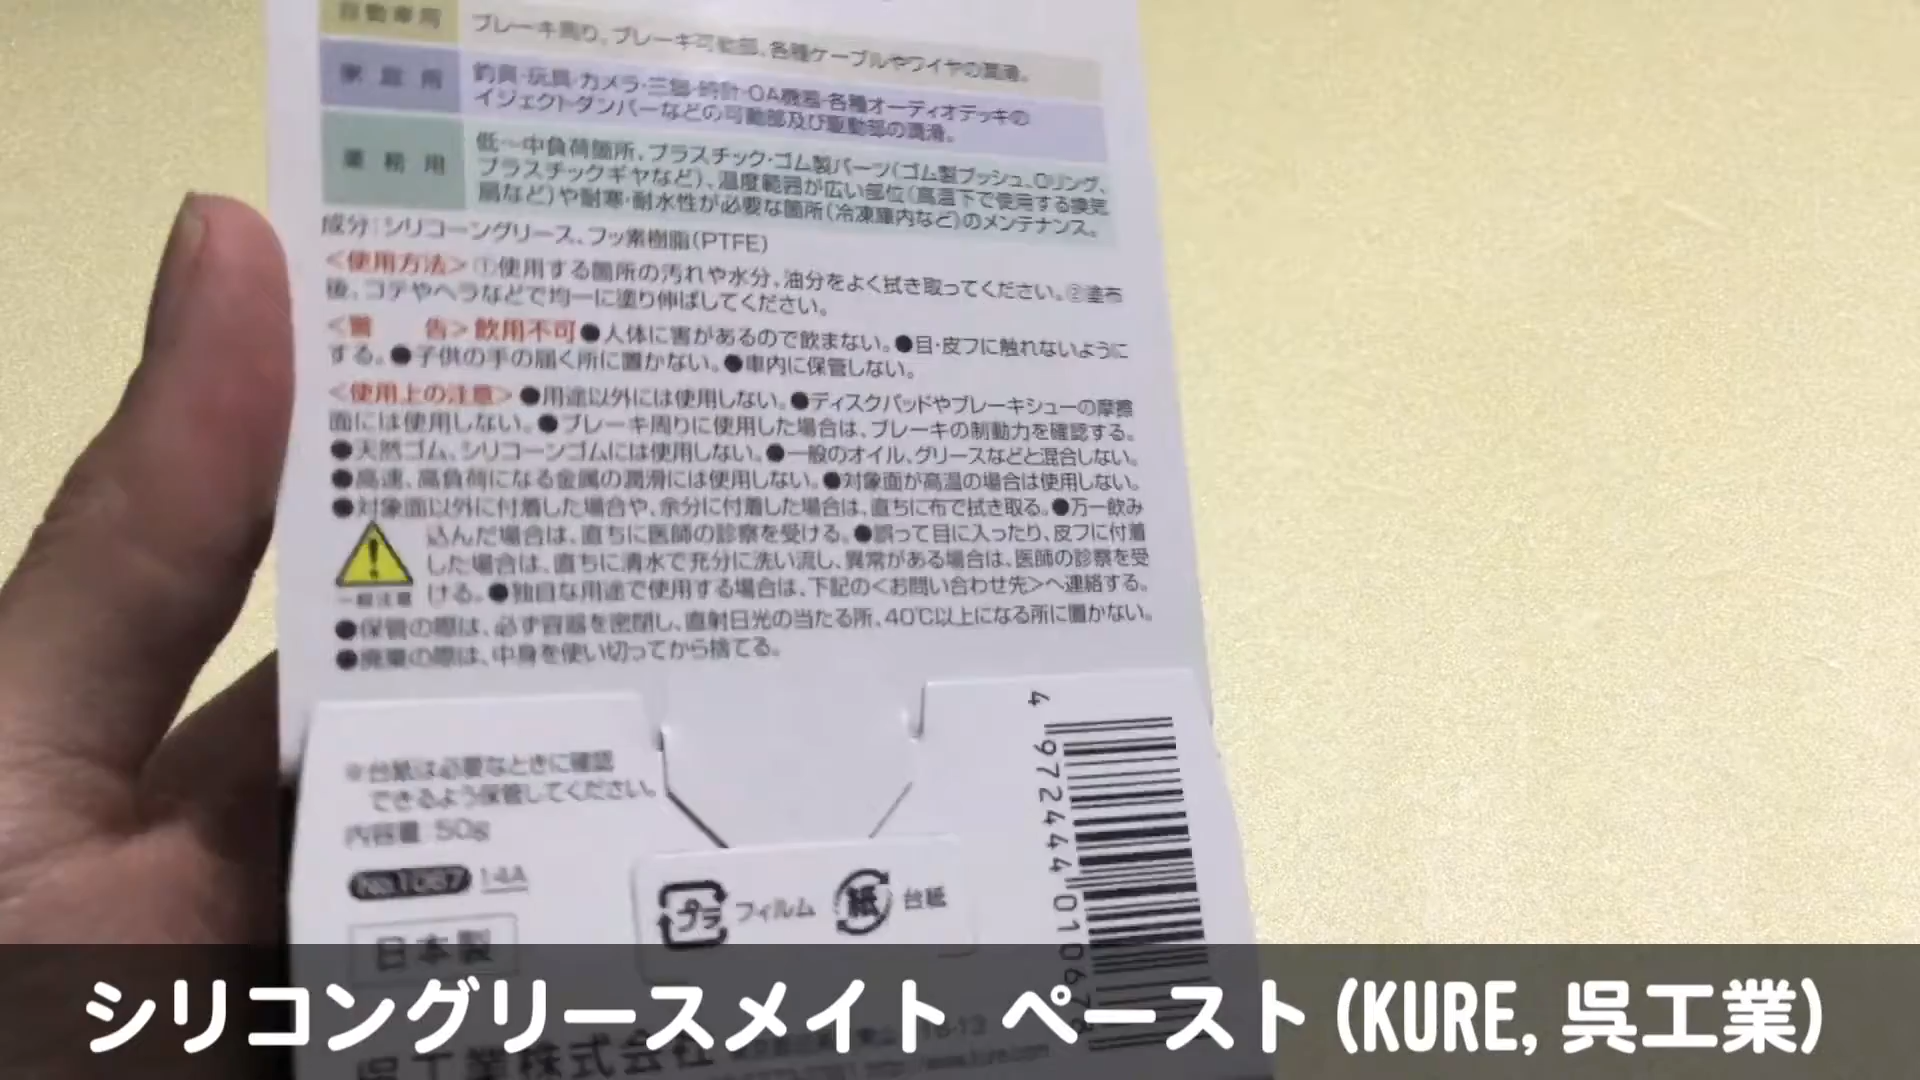 自動車用
ブレーキ周り、ブレーキ可動部、各種ケーブルやワイヤの潤滑。
家庭用
釣具・玩具・カメラ・三脚・時計・OA機器・各種オーディオデッキの
イジェクトダンパーなどの可動部及び駆動部の潤滑。
業務用
低～中負荷箇所、プラスチック・ゴム製パーツ(ゴム製ブッシュ、Oリング、
プラスチックギヤなど)、温度範囲が広い部位(高温下で使用する換気
扇など)や耐寒・耐水性が必要な箇所(冷凍庫内など)のメンテナンス。
成分:シリコーングリース、フッ素樹脂(PTFE)
<使用方法>①使用する箇所の汚れや水分、油分をよく拭き取ってください。②塗布
後、コテやヘラなどで均一に塗り伸ばしてください。
<警 告>飲用不可●人体に害があるので飲まない。●目・皮フに触れないように
する。●子供の手の届く所に置かない。●車内に保管しない。
<使用上の注意>●用途以外には使用しない。●ディスクパッドやブレーキシューの摩擦
面には使用しない。●ブレーキ周りに使用した場合は、ブレーキの制動力を確認する。
●天然ゴム、シリコーンゴムには使用しない。●一般のオイル、グリースなどと混合しない。
●高速、高負荷になる金属の潤滑には使用しない。●対象面が高温の場合は使用しない。
●対象面以外に付着した場合や、余分に付着した場合は、直ちに布で拭き取る。●万一飲み
込んだ場合は、直ちに医師の診察を受ける。●誤って目に入ったり、皮フに付着
した場合は、直ちに清水で充分に洗い流し、異常がある場合は、医師の診察を受
ける。●独自な用途で使用する場合は、下記の<お問い合わせ先>へ連絡する。
一般注意
●保管の際は、必ず容器を密閉し、直射日光の当たる所、40℃以上になる所に置かない。
●廃棄の際は、中身を使い切ってから捨てる。
※台紙は必要なときに確認
できるよう保管してください。
内容量:50g
No.1067 14A
日本製
プラ フィルム 紙 台紙
4 972444 010678
呉工業株式会社
シリコングリースメイト ペースト(KURE, 呉工業)